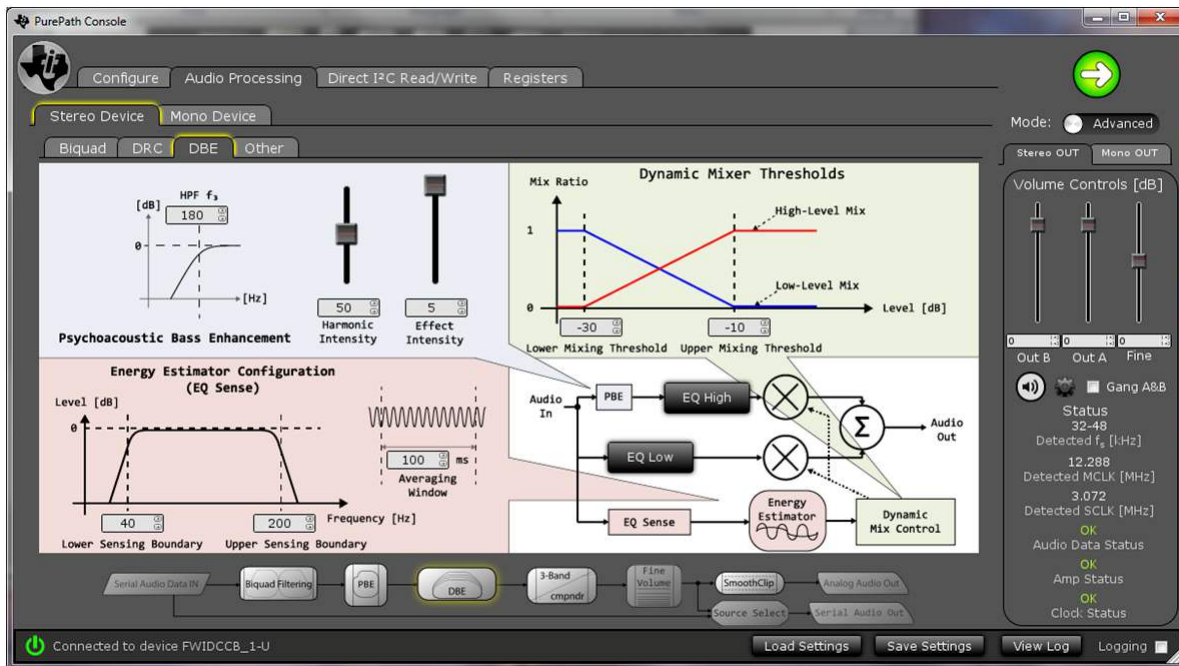 PurePath Console
Configure
Audio Processing
Direct I²C Read/Write
Registers
Stereo Device
Mono Device
Mode:
Advanced
Biquad
DRC
DBE
Other
Stereo OUT
Mono OUT
HPF f₃
[dB]
180
0
[Hz]
50
Harmonic
Intensity
5
Effect
Intensity
Psychoacoustic Bass Enhancement
Dynamic Mixer Thresholds
Mix Ratio
High-Level Mix
1
Low-Level Mix
0
Level [dB]
-30
-10
Lower Mixing Threshold
Upper Mixing Threshold
Energy Estimator Configuration
(EQ Sense)
Level [dB]
0
100 ms
Averaging
Window
40
200
Frequency [Hz]
Lower Sensing Boundary
Upper Sensing Boundary
Audio
In
PBE
EQ High
EQ Low
Σ
Audio
Out
EQ Sense
Energy
Estimator
Dynamic
Mix Control
Volume Controls [dB]
0
0
0
Out B
Out A
Fine
Gang A&B
Status
32-48
Detected fₛ [kHz]
12.288
Detected MCLK [MHz]
3.072
Detected SCLK [MHz]
OK
Audio Data Status
OK
Amp Status
OK
Clock Status
Serial Audio Data IN
Biquad Filtering
PBE
DBE
3-Band
cmpndr
Fine
Volume
SmoothClip
Analog Audio Out
Source Select
Serial Audio Out
Connected to device FWIDCCB_1-U
Load Settings
Save Settings
View Log
Logging